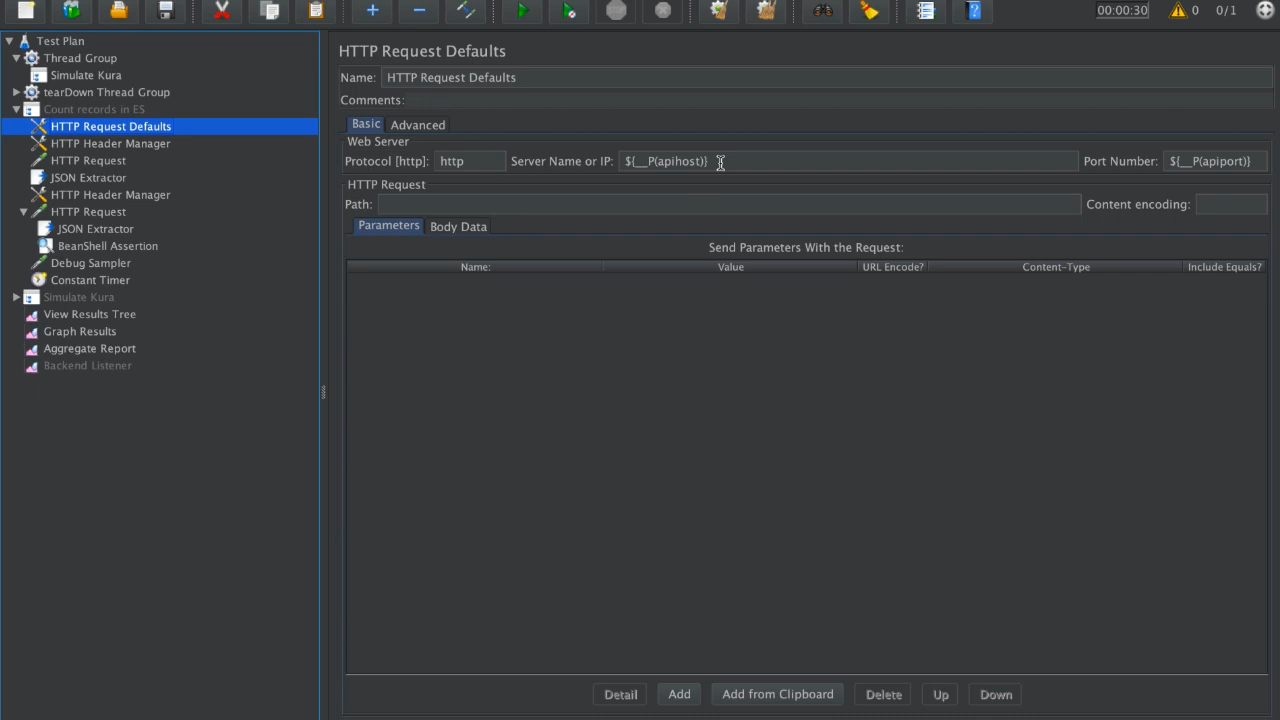 00:00:30 0 0/1
Test Plan
Thread Group
Simulate Kura
tearDown Thread Group
Count records in ES
HTTP Request Defaults
HTTP Header Manager
HTTP Request
JSON Extractor
HTTP Header Manager
HTTP Request
JSON Extractor
BeanShell Assertion
Debug Sampler
Constant Timer
Simulate Kura
View Results Tree
Graph Results
Aggregate Report
Backend Listener
HTTP Request Defaults
Name: HTTP Request Defaults
Comments:
Basic Advanced
Web Server
Protocol [http]: http Server Name or IP: ${__P(apihost)} Port Number: ${__P(apiport)}
HTTP Request
Path: Content encoding:
Parameters Body Data
Send Parameters With the Request:
Name: Value URL Encode? Content-Type Include Equals?
Detail Add Add from Clipboard Delete Up Down